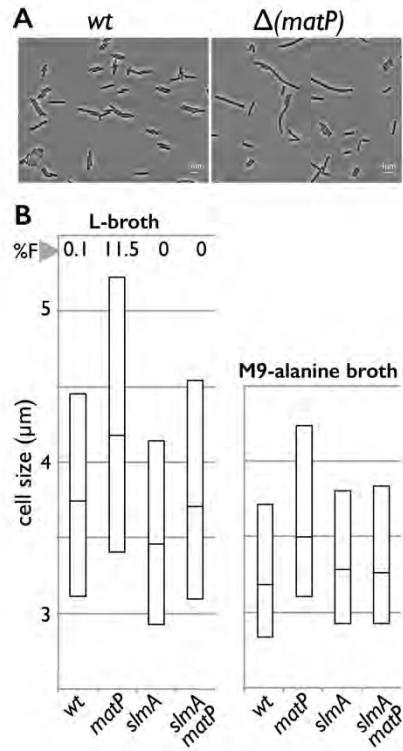 A wt Δ(matP)
B
L-broth
%F 0.1 11.5 0 0
5
M9-alanine broth
4
cell size (µm)
3
wt matP slmA slmA matP
wt matP slmA slmA matP